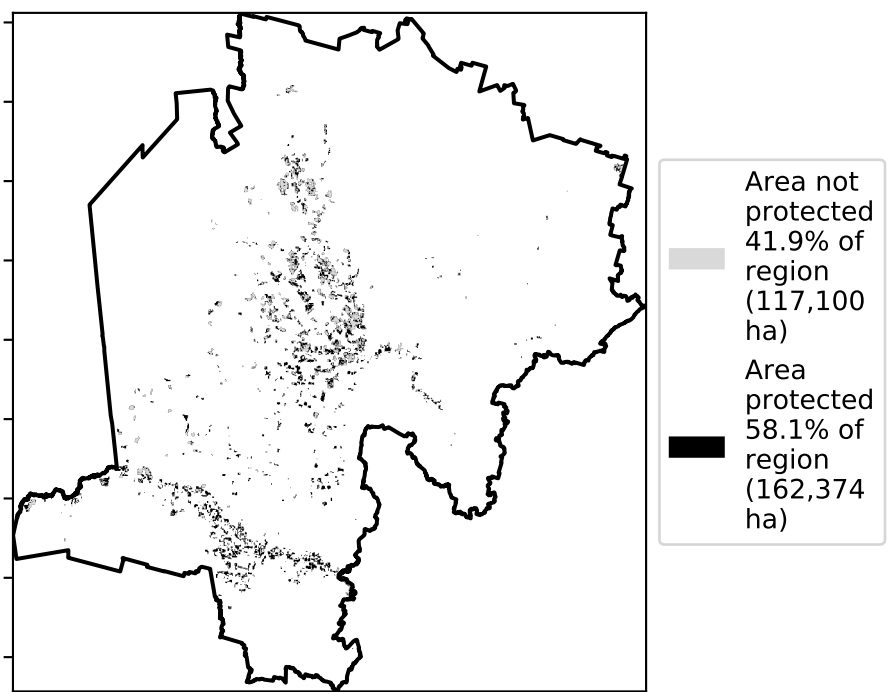 Area not
protected
41.9% of
region
(117,100
ha)
Area
protected
58.1% of
region
(162,374
ha)